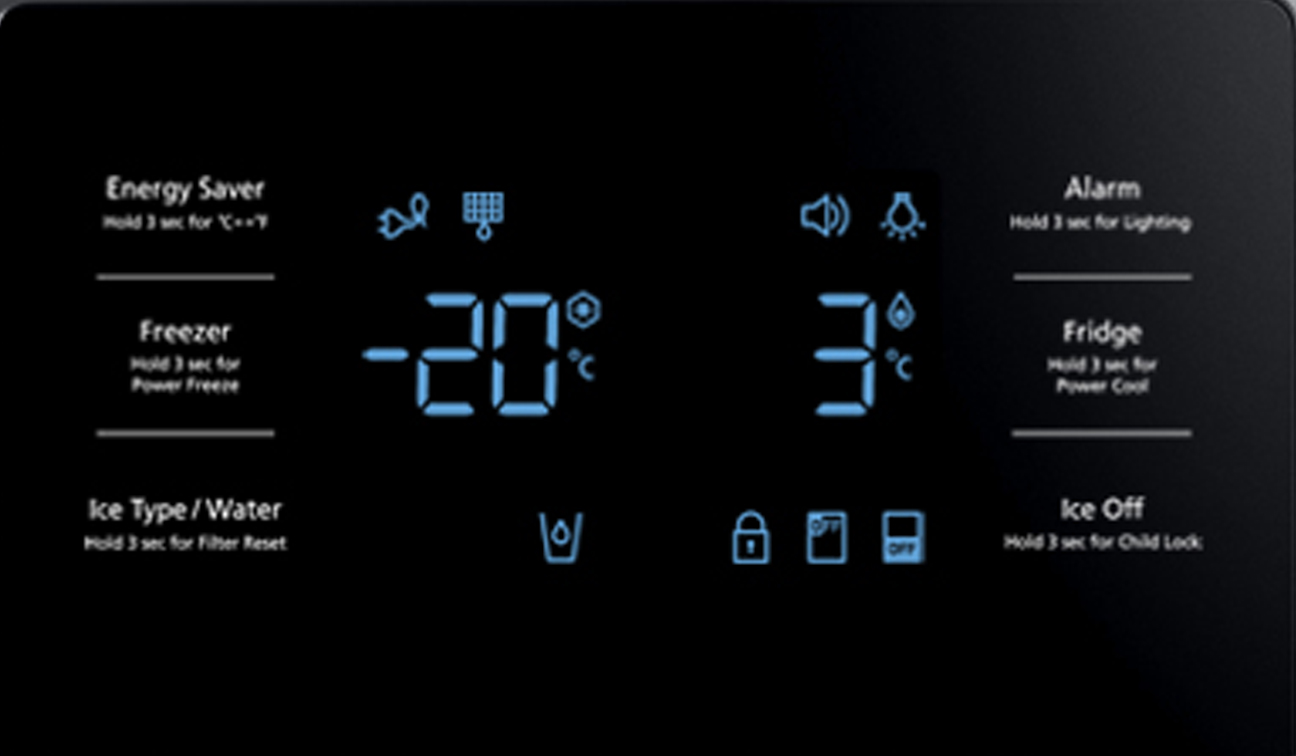 Energy Saver
Hold 3 sec for °C↔°F
Freezer
Hold 3 sec for
Power Freeze
Ice Type / Water
Hold 3 sec for Filter Reset
-20 °C
3 °C
OFF
OFF
Alarm
Hold 3 sec for Lighting
Fridge
Hold 3 sec for
Power Cool
Ice Off
Hold 3 sec for Child Lock